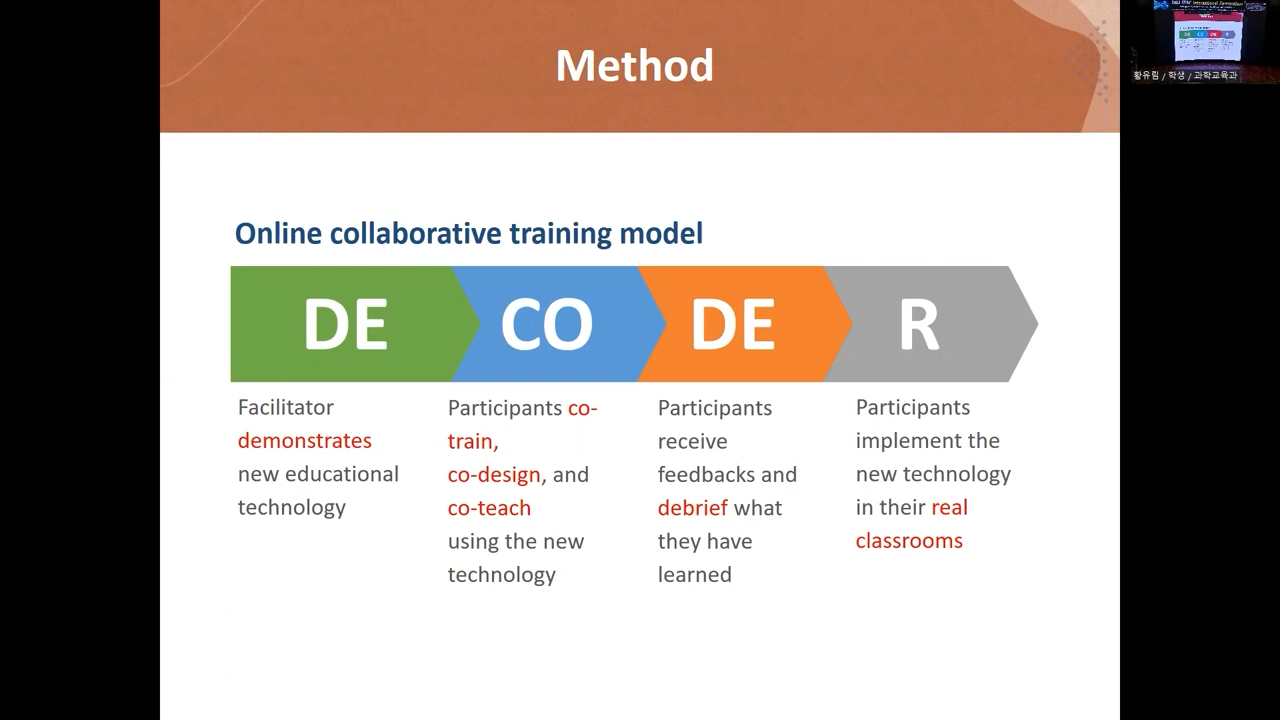 Method
Online collaborative training model
DE
CO
DE
R
Facilitator
demonstrates
new educational
technology
Participants co-
train,
co-design, and
co-teach
using the new
technology
Participants
receive
feedbacks and
debrief what
they have
learned
Participants
implement the
new technology
in their real
classrooms
황유림 / 학생 / 과학교육과